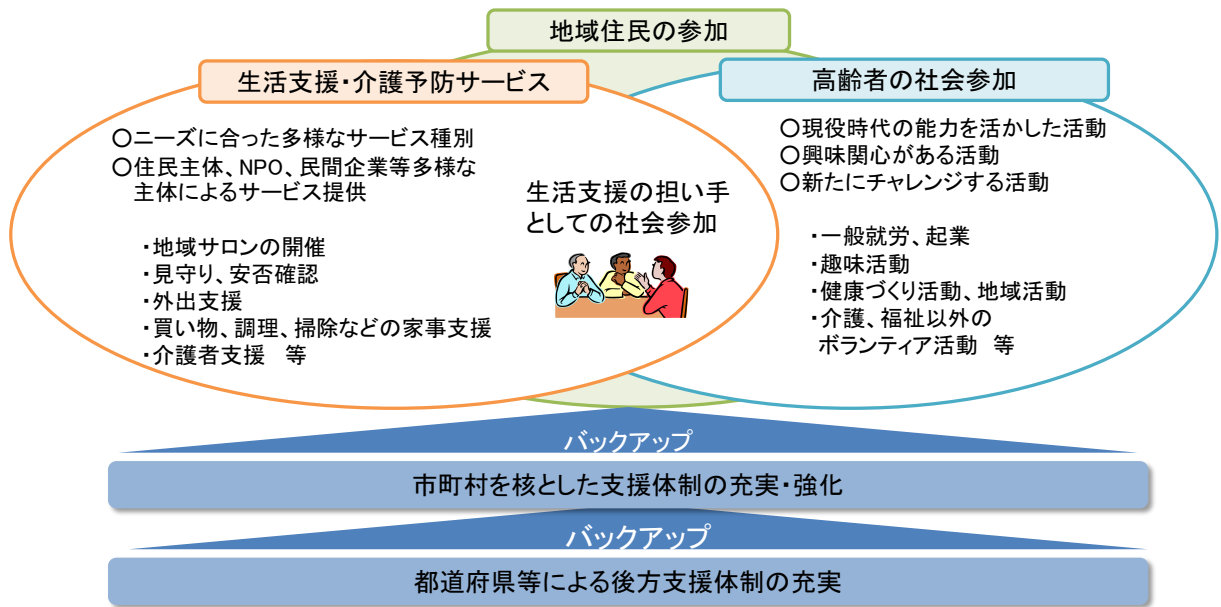 地域住民の参加
生活支援・介護予防サービス
○ニーズに合った多様なサービス種別
○住民主体、NPO、民間企業等多様な
主体によるサービス提供
・地域サロンの開催
・見守り、安否確認
・外出支援
・買い物、調理、掃除などの家事支援
・介護者支援　等
生活支援の担い手
としての社会参加
高齢者の社会参加
○現役時代の能力を活かした活動
○興味関心がある活動
○新たにチャレンジする活動
・一般就労、起業
・趣味活動
・健康づくり活動、地域活動
・介護、福祉以外の
ボランティア活動　等
バックアップ
市町村を核とした支援体制の充実・強化
バックアップ
都道府県等による後方支援体制の充実